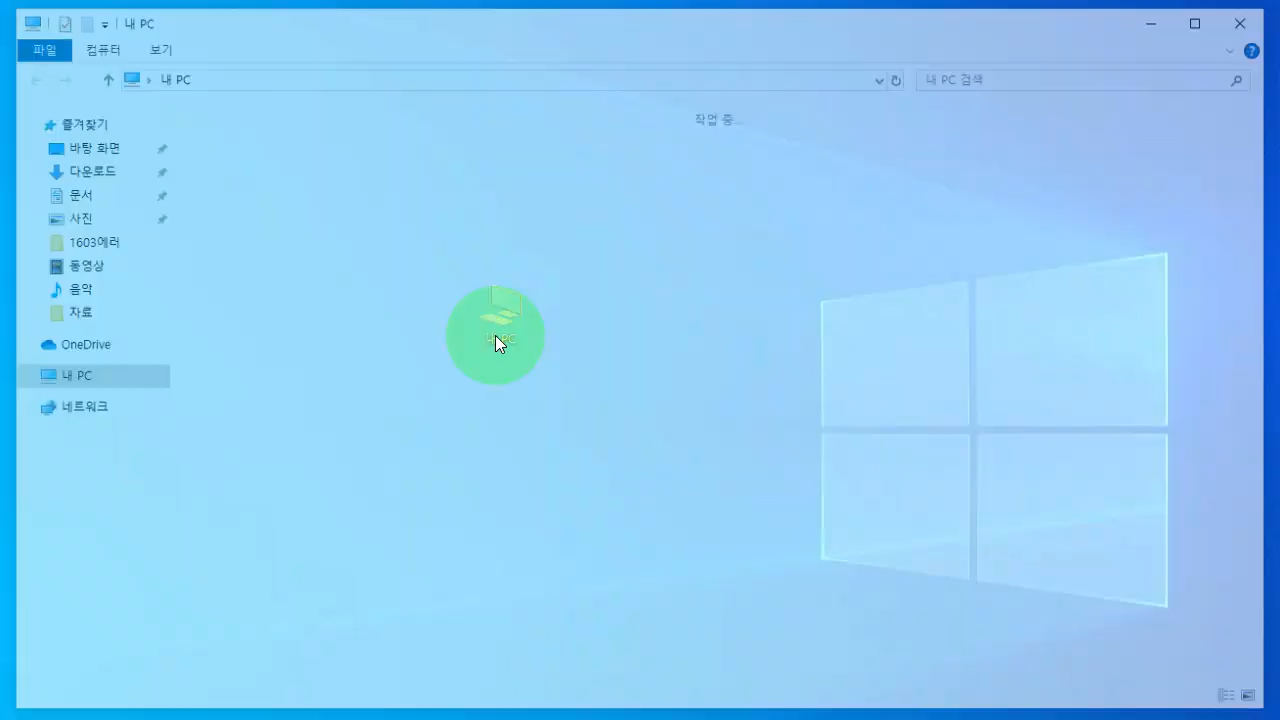 내 PC
파일 컴퓨터 보기
내 PC
내 PC 검색
작업 중...
즐겨찾기
바탕 화면
다운로드
문서
사진
1603에러
동영상
음악
자료
OneDrive
내 PC
네트워크
내 PC